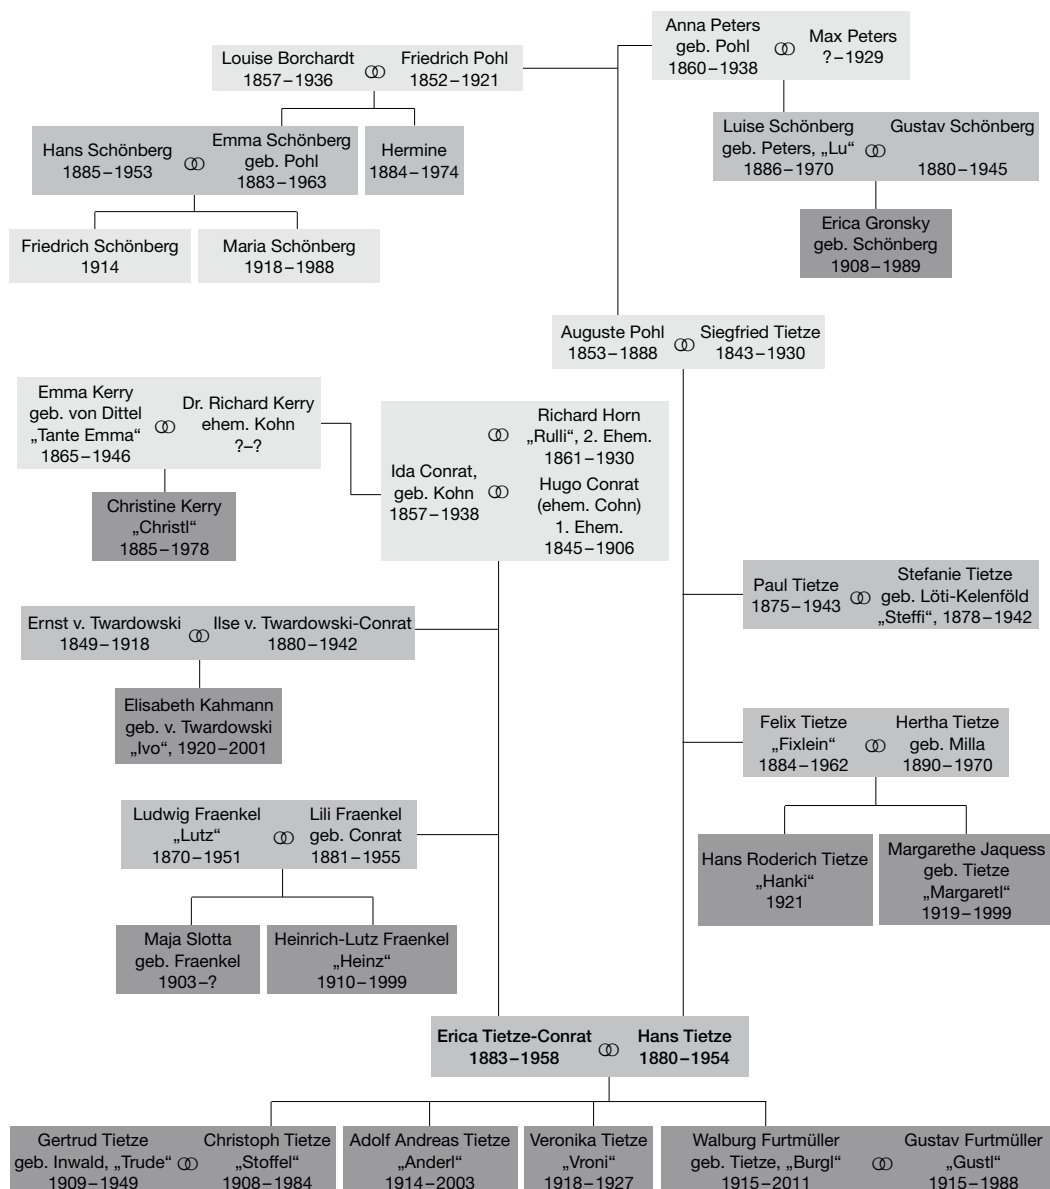 Anna Peters
geb. Pohl
1860–1938
Max Peters
?–1929
Louise Borchardt
1857–1936
Friedrich Pohl
1852–1921
Luise Schönberg
geb. Peters, „Lu“
1886–1970
Gustav Schönberg
1880–1945
Hans Schönberg
1885–1953
Emma Schönberg
geb. Pohl
1883–1963
Hermine
1884–1974
Erica Gronsky
geb. Schönberg
1908–1989
Friedrich Schönberg
1914
Maria Schönberg
1918–1988
Auguste Pohl
1853–1888
Siegfried Tietze
1843–1930
Emma Kerry
geb. von Dittel
„Tante Emma“
1865–1946
Dr. Richard Kerry
ehem. Kohn
?–?
Ida Conrat,
geb. Kohn
1857–1938
Richard Horn
„Rulli“, 2. Ehem.
1861–1930
Hugo Conrat
(ehem. Cohn)
1. Ehem.
1845–1906
Christine Kerry
„Christl“
1885–1978
Paul Tietze
1875–1943
Stefanie Tietze
geb. Löti-Kelenföld
„Steffi“, 1878–1942
Ernst v. Twardowski
1849–1918
Ilse v. Twardowski-Conrat
1880–1942
Elisabeth Kahmann
geb. v. Twardowski
„Ivo“, 1920–2001
Felix Tietze
„Fixlein“
1884–1962
Hertha Tietze
geb. Milla
1890–1970
Ludwig Fraenkel
„Lutz“
1870–1951
Lili Fraenkel
geb. Conrat
1881–1955
Hans Roderich Tietze
„Hanki“
1921
Margarethe Jaquess
geb. Tietze
„Margaretl“
1919–1999
Maja Slotta
geb. Fraenkel
1903–?
Heinrich-Lutz Fraenkel
„Heinz“
1910–1999
Erica Tietze-Conrat
1883–1958
Hans Tietze
1880–1954
Gertrud Tietze
geb. Inwald, „Trude“
1909–1949
Christoph Tietze
„Stoffel“
1908–1984
Adolf Andreas Tietze
„Anderl“
1914–2003
Veronika Tietze
„Vroni“
1918–1927
Walburg Furtmüller
geb. Tietze, „Burgl“
1915–2011
Gustav Furtmüller
„Gustl“
1915–1988